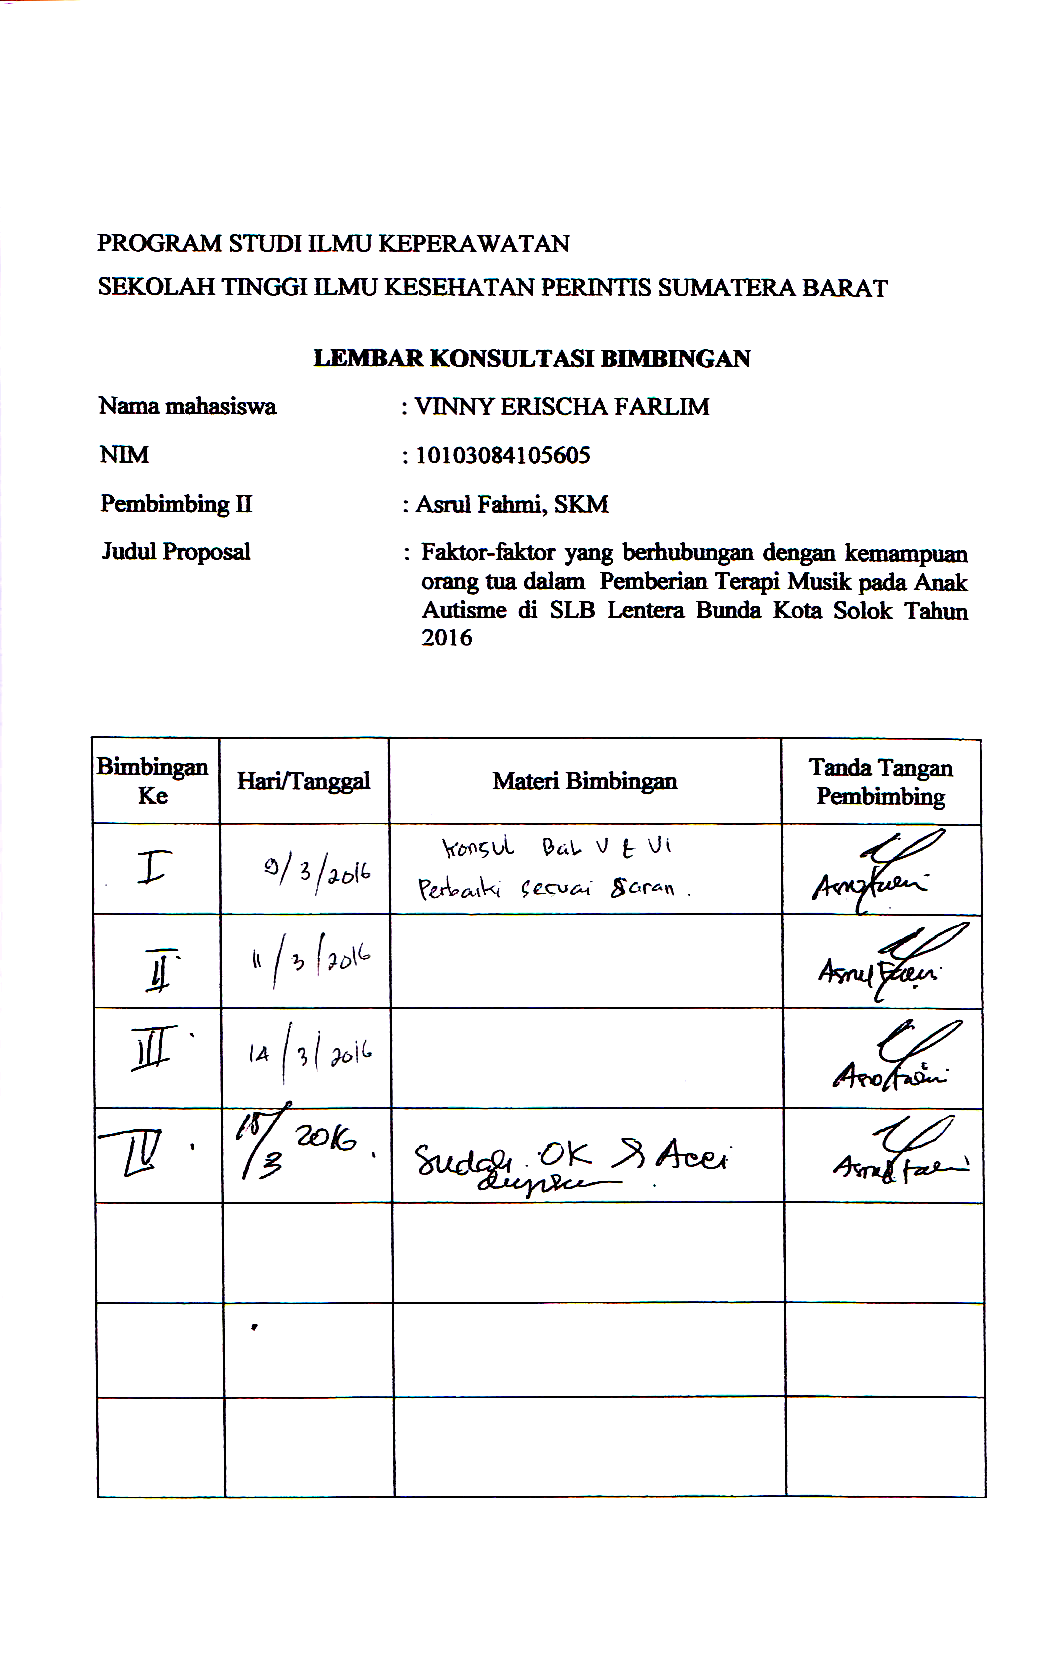 PROGRAM STUDI ILMU KEPERAWATAN
SEKOLAH TINGGI ILMU KESEHATAN PERINTIS SUMATERA BARAT
LEMBAR KONSULTASI BIMBINGAN
Nama mahasiswa : VINNY ERISCHA FARLIM
NIM : 10103084105605
Pembimbing II : Asrul Fahmi, SKM
Judul Proposal : Faktor-faktor yang berhubungan dengan kemampuan
orang tua dalam Pemberian Terapi Musik pada Anak
Autisme di SLB Lentera Bunda Kota Solok Tahun
2016
Bimbingan Ke Hari/Tanggal Materi Bimbingan Tanda Tangan Pembimbing
I 9/3/2016 Konsul Bab V & VI
Perbaiki Sesuai Saran.
II 11/3/2016
III 14/3/2016
IV. /3 2016. Sudah OK